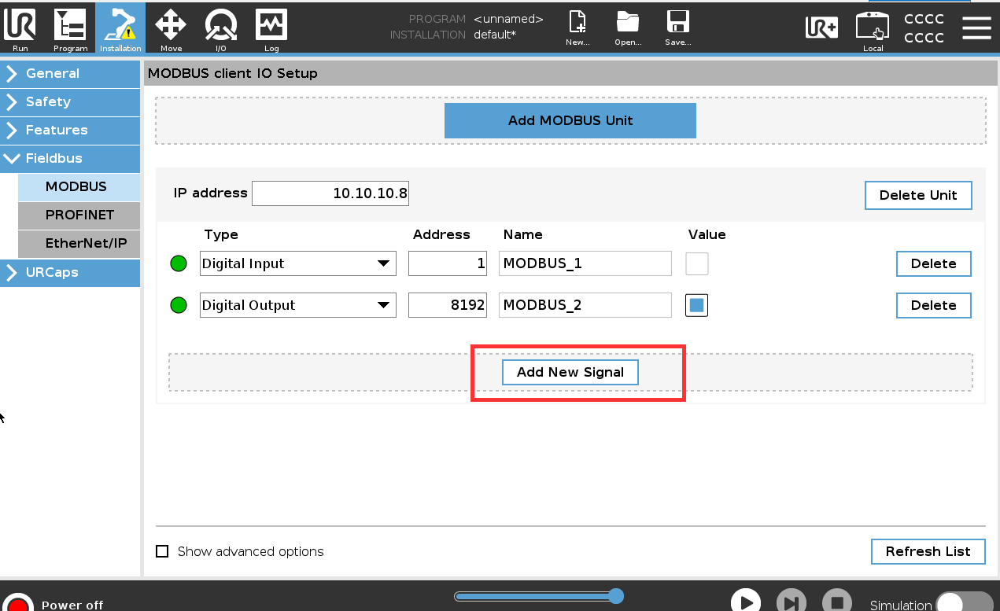 UR
Run
Program
Installation
Move
I/O
Log
PROGRAM <unnamed>
INSTALLATION default*
New...
Open...
Save...
UR+
Local
CCCC
CCCC
General
Safety
Features
Fieldbus
MODBUS
PROFINET
EtherNet/IP
URCaps
MODBUS client IO Setup
Add MODBUS Unit
IP address 10.10.10.8 Delete Unit
Type Address Name Value
Digital Input 1 MODBUS_1 Delete
Digital Output 8192 MODBUS_2 Delete
Add New Signal
Show advanced options Refresh List
Power off Simulation